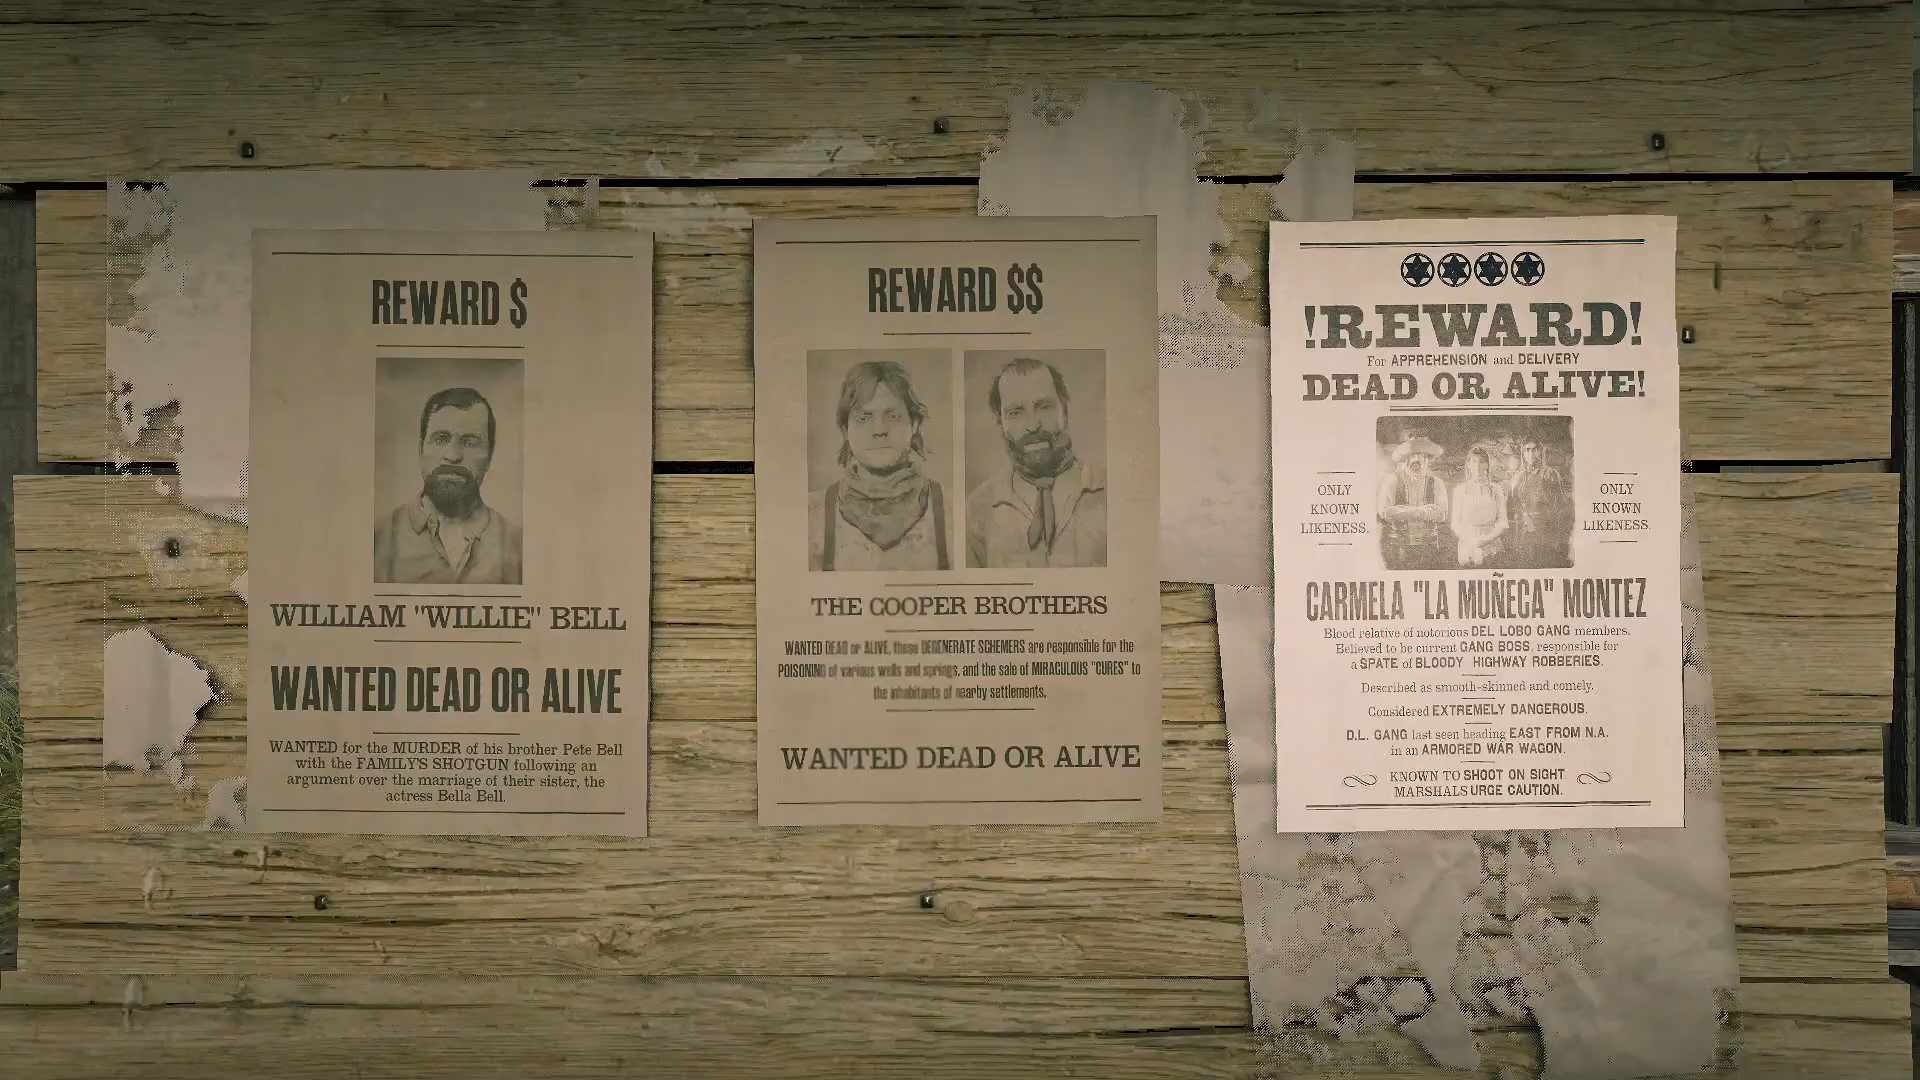 REWARD $
WILLIAM "WILLIE" BELL
WANTED DEAD OR ALIVE
WANTED for the MURDER of his brother Pete Bell
with the FAMILY'S SHOTGUN following an
argument over the marriage of their sister, the
actress Bella Bell.
REWARD $$
THE COOPER BROTHERS
WANTED DEAD or ALIVE, these DEGENERATE SCHEMERS are responsible for the
POISONING of various wells and springs, and the sale of MIRACULOUS "CURES" to
the inhabitants of nearby settlements.
WANTED DEAD OR ALIVE
!REWARD!
For APPREHENSION and DELIVERY
DEAD OR ALIVE!
ONLY
KNOWN
LIKENESS.
ONLY
KNOWN
LIKENESS.
CARMELA "LA MUÑECA" MONTEZ
Blood relative of notorious DEL LOBO GANG members.
Believed to be current GANG BOSS, responsible for
a SPATE of BLOODY HIGHWAY ROBBERIES.
Described as smooth-skinned and comely.
Considered EXTREMELY DANGEROUS.
D.L. GANG last seen heading EAST FROM N.A.
in an ARMORED WAR WAGON.
KNOWN TO SHOOT ON SIGHT.
MARSHALS URGE CAUTION.